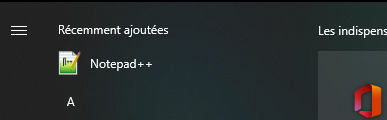 Récemment ajoutées
Les indispens
Notepad++
A